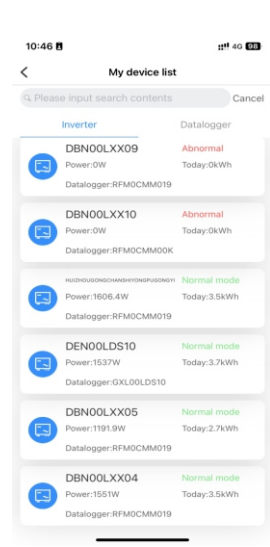 10:46
4G 98
My device list
Please input search contents Cancel
Inverter Datalogger
DBN00LXX09 Abnormal
Power:0W Today:0kWh
Datalogger:RFM0CMM019
DBN00LXX10 Abnormal
Power:0W Today:0kWh
Datalogger:RFM0CMM00K
HUIZHOUGONGCHANSHIYONGPUGONGYI Normal mode
Power:1606.4W Today:3.5kWh
Datalogger:RFM0CMM019
DEN00LDS10 Normal mode
Power:1537W Today:3.7kWh
Datalogger:GXL00LDS10
DBN00LXX05 Normal mode
Power:1191.9W Today:2.7kWh
Datalogger:RFM0CMM019
DBN00LXX04 Normal mode
Power:1551W Today:3.5kWh
Datalogger:RFM0CMM019